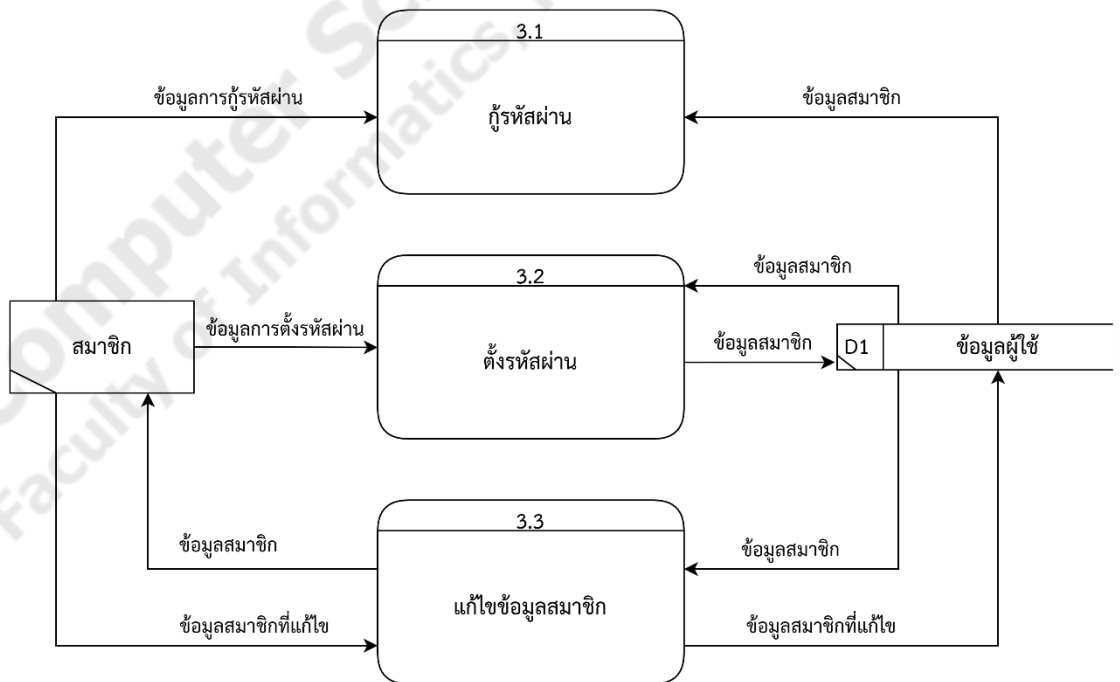 3.1
ข้อมูลการกู้รหัสผ่าน
ข้อมูลสมาชิก
กู้รหัสผ่าน
3.2
ข้อมูลสมาชิก
สมาชิก
ข้อมูลการตั้งรหัสผ่าน
ตั้งรหัสผ่าน
ข้อมูลสมาชิก
D1
ข้อมูลผู้ใช้
3.3
ข้อมูลสมาชิก
ข้อมูลสมาชิก
แก้ไขข้อมูลสมาชิก
ข้อมูลสมาชิกที่แก้ไข
ข้อมูลสมาชิกที่แก้ไข
Computer
Faculty of Informatics,